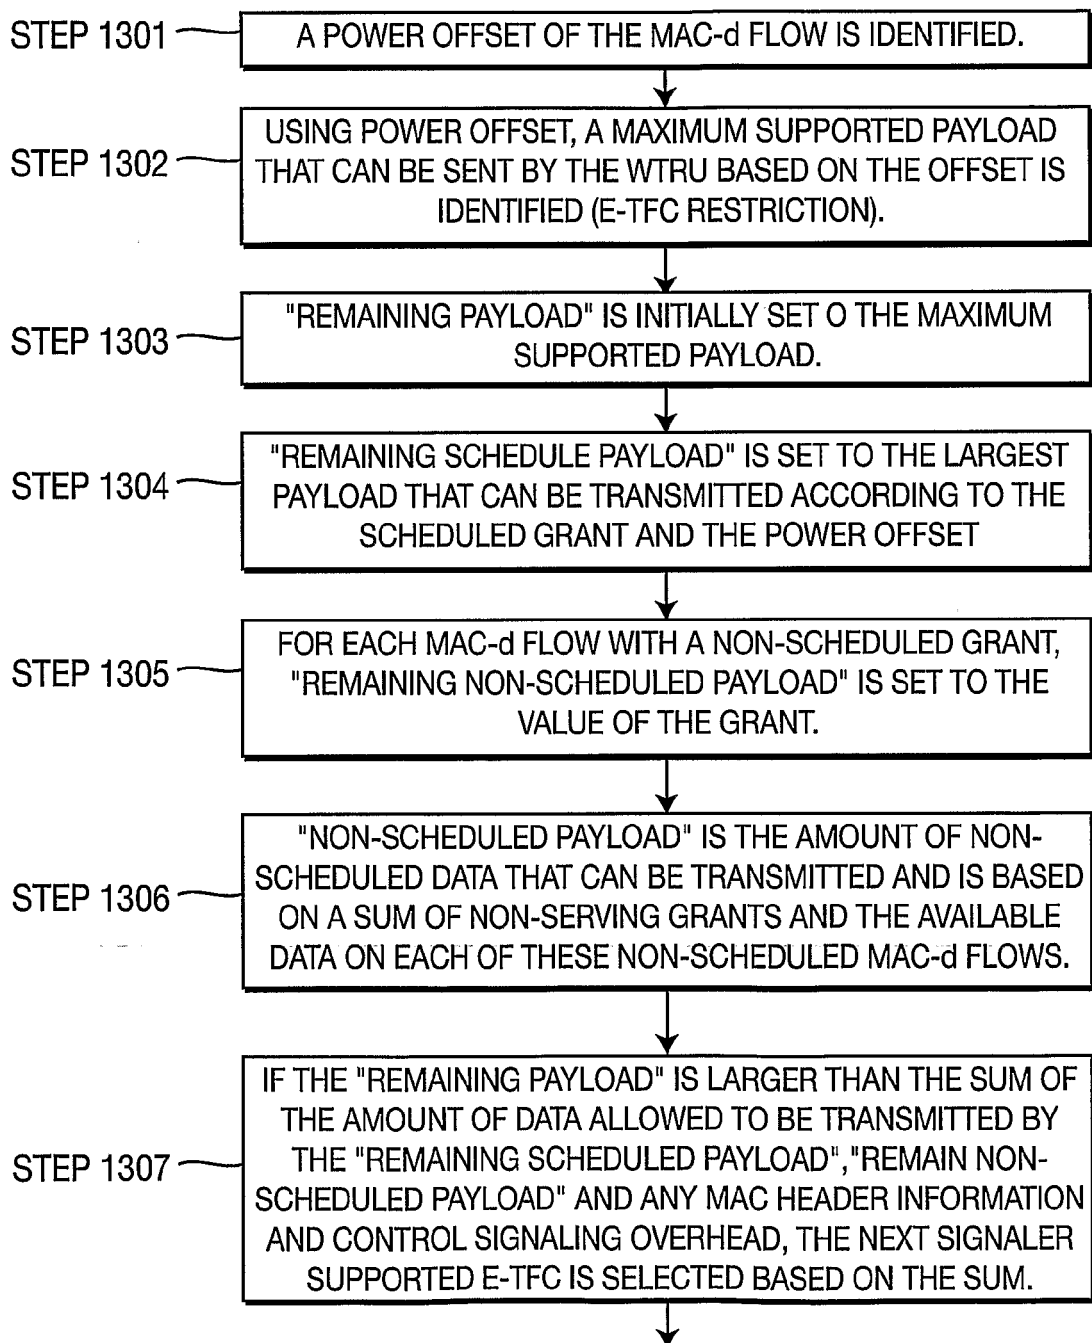 STEP 1301
A POWER OFFSET OF THE MAC-d FLOW IS IDENTIFIED.
STEP 1302
USING POWER OFFSET, A MAXIMUM SUPPORTED PAYLOAD
THAT CAN BE SENT BY THE WTRU BASED ON THE OFFSET IS
IDENTIFIED (E-TFC RESTRICTION).
STEP 1303
"REMAINING PAYLOAD" IS INITIALLY SET O THE MAXIMUM
SUPPORTED PAYLOAD.
STEP 1304
"REMAINING SCHEDULE PAYLOAD" IS SET TO THE LARGEST
PAYLOAD THAT CAN BE TRANSMITTED ACCORDING TO THE
SCHEDULED GRANT AND THE POWER OFFSET
STEP 1305
FOR EACH MAC-d FLOW WITH A NON-SCHEDULED GRANT,
"REMAINING NON-SCHEDULED PAYLOAD" IS SET TO THE
VALUE OF THE GRANT.
STEP 1306
"NON-SCHEDULED PAYLOAD" IS THE AMOUNT OF NON-
SCHEDULED DATA THAT CAN BE TRANSMITTED AND IS BASED
ON A SUM OF NON-SERVING GRANTS AND THE AVAILABLE
DATA ON EACH OF THESE NON-SCHEDULED MAC-d FLOWS.
STEP 1307
IF THE "REMAINING PAYLOAD" IS LARGER THAN THE SUM OF
THE AMOUNT OF DATA ALLOWED TO BE TRANSMITTED BY
THE "REMAINING SCHEDULED PAYLOAD","REMAIN NON-
SCHEDULED PAYLOAD" AND ANY MAC HEADER INFORMATION
AND CONTROL SIGNALING OVERHEAD, THE NEXT SIGNALER
SUPPORTED E-TFC IS SELECTED BASED ON THE SUM.